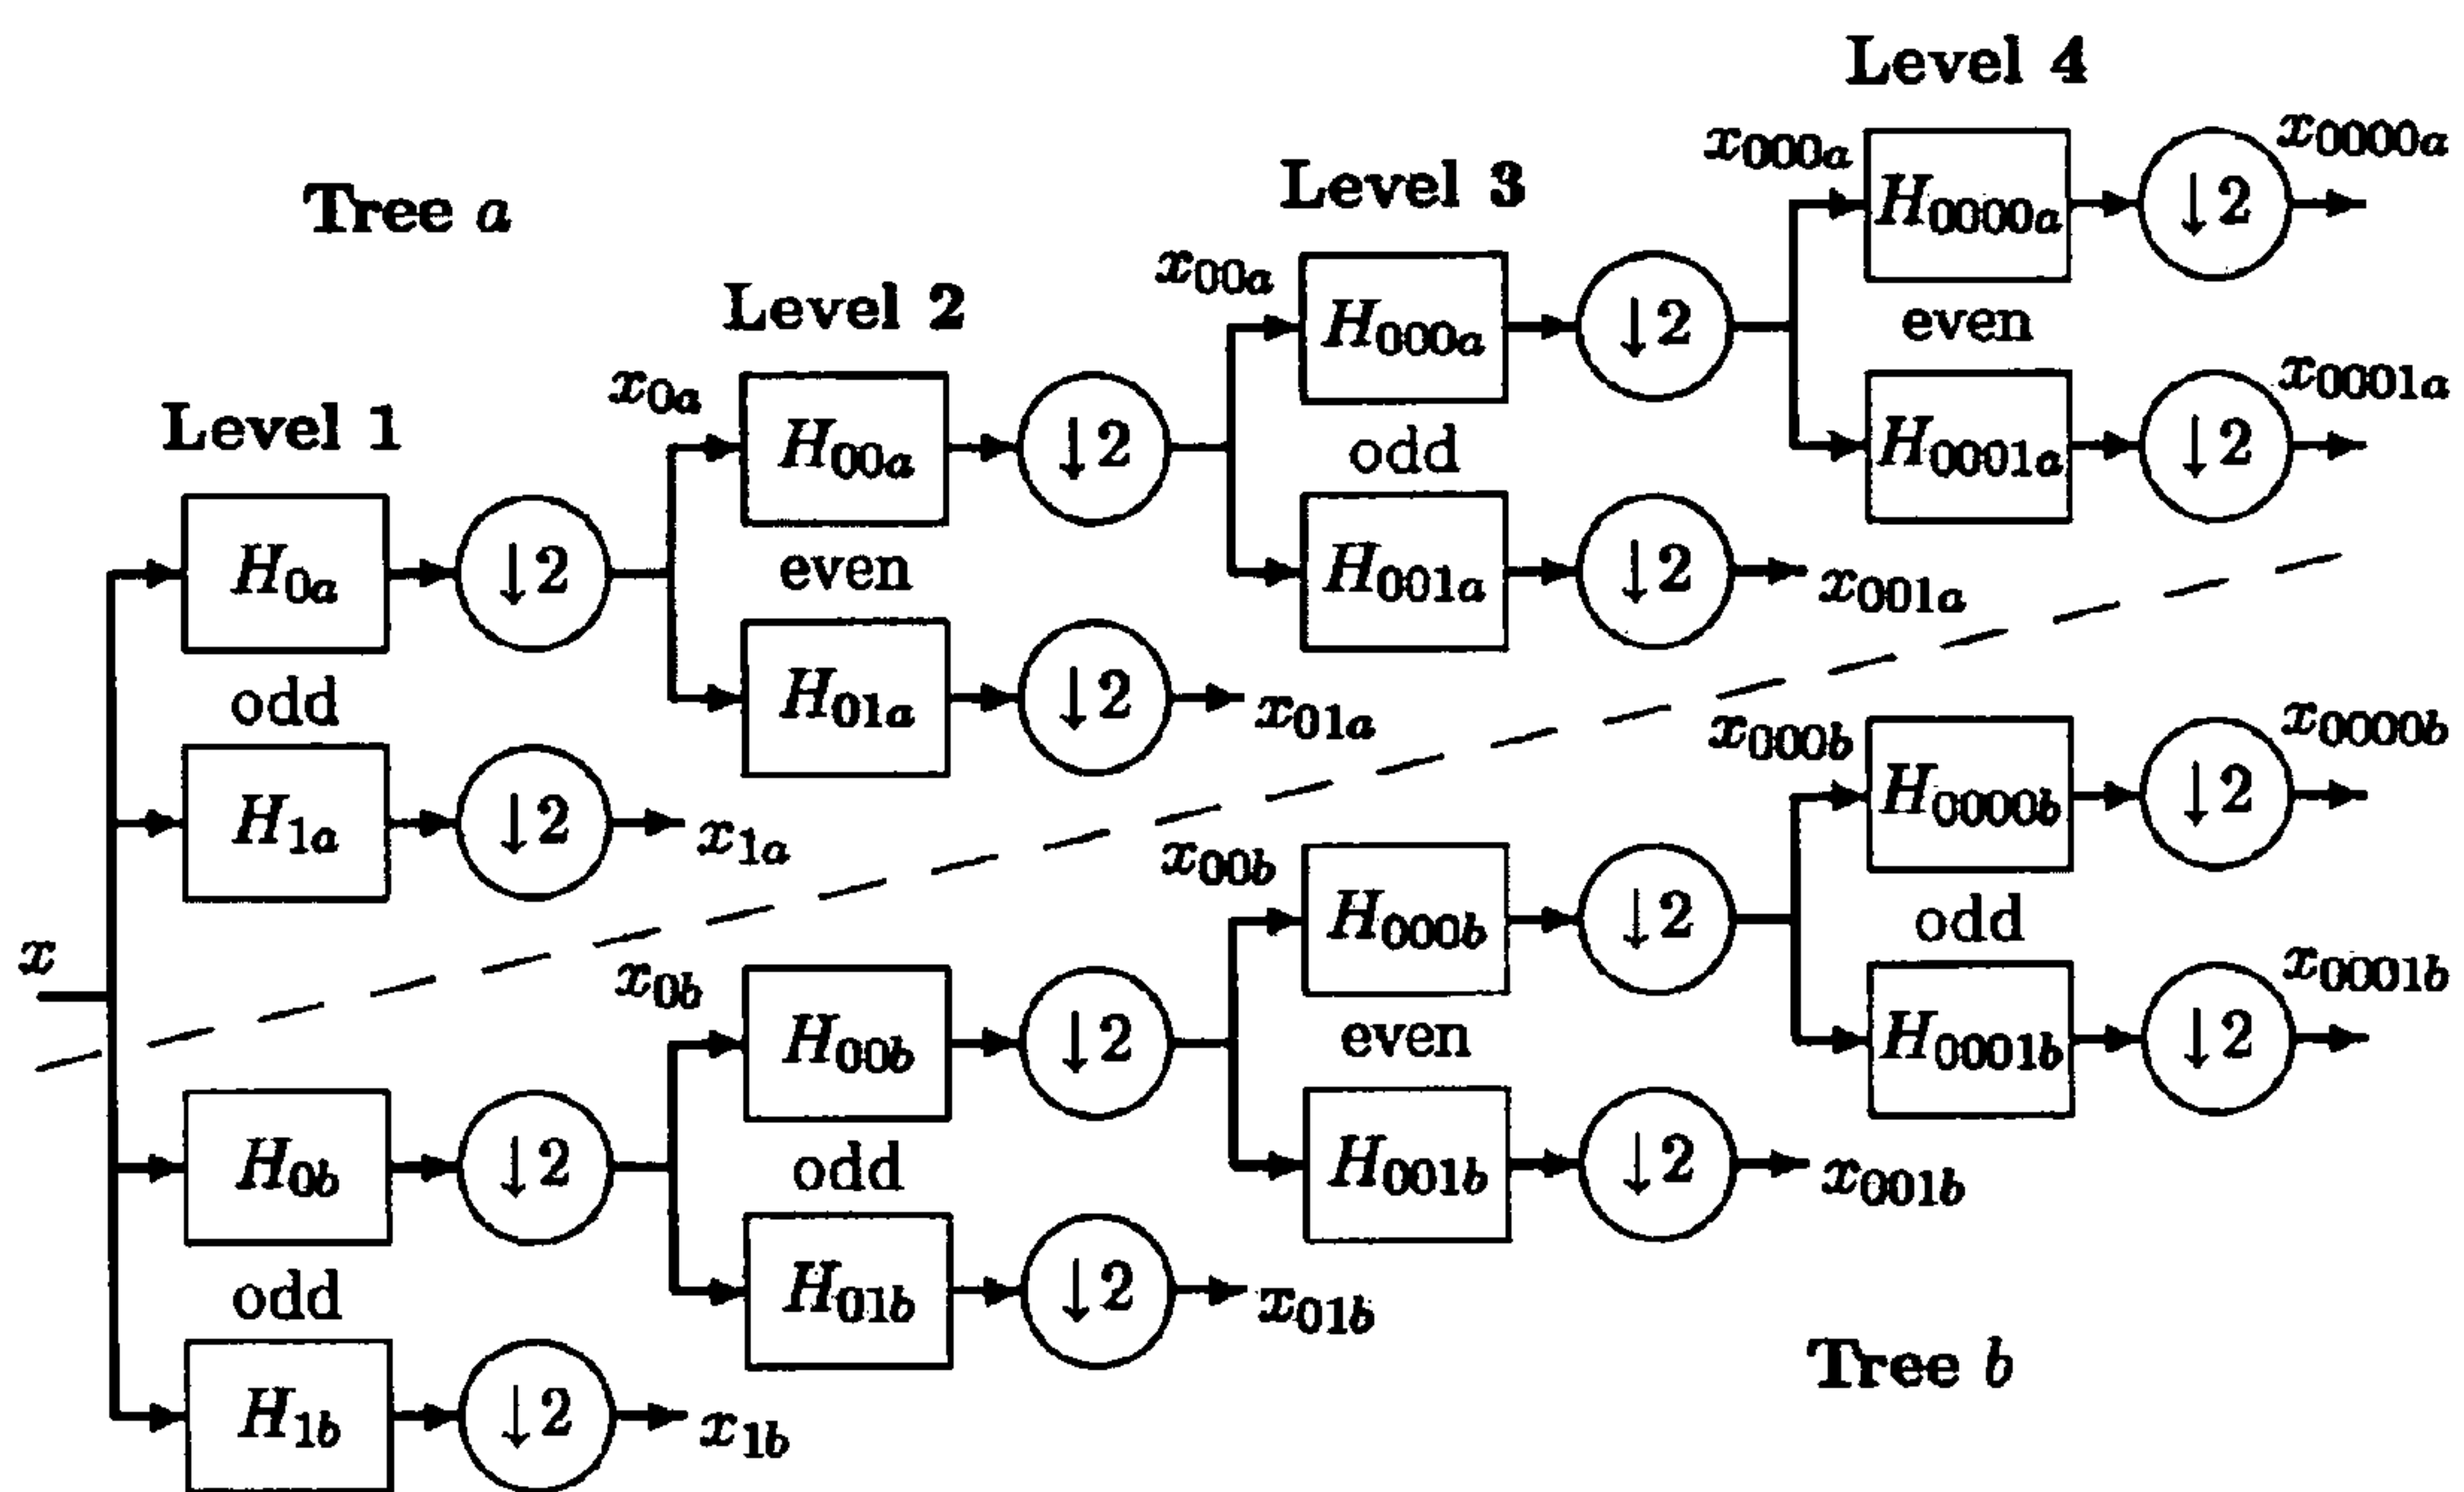 Level 4
x0000a
x000a
H0000a
↓2
Level 3
Tree a
x00a
H000a
↓2
even
Level 2
x0001a
H0001a
↓2
x0a
H00a
↓2
odd
Level 1
H001a
↓2
x001a
H0a
↓2
even
H01a
↓2
x01a
odd
x0000b
x000b
H0000b
↓2
H1a
↓2
x1a
x00b
H000b
↓2
odd
x
x0b
x0001b
H0001b
↓2
H00b
↓2
even
H0b
↓2
odd
H001b
↓2
x001b
odd
H01b
↓2
x01b
Tree b
H1b
↓2
x1b